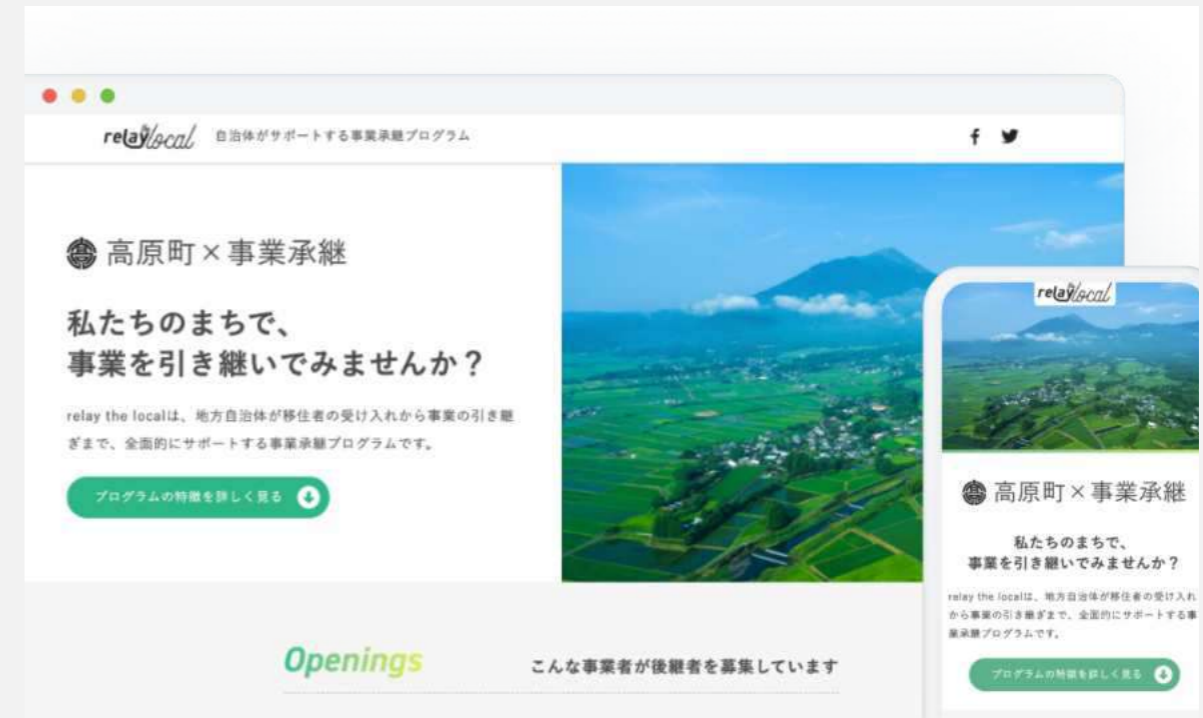 relay the local
自治体がサポートする事業承継プログラム
高原町×事業承継
私たちのまちで、
事業を引き継いでみませんか？
relay the localは、地方自治体が移住者の受け入れから事業の引き継
ぎまで、全面的にサポートする事業承継プログラムです。
プログラムの特徴を詳しく見る
Openings
こんな事業者が後継者を募集しています
relay the local
高原町×事業承継
私たちのまちで、
事業を引き継いでみませんか？
relay the localは、地方自治体が移住者の受け入れ
から事業の引き継ぎまで、全面的にサポートする事
業承継プログラムです。
プログラムの特徴を詳しく見る